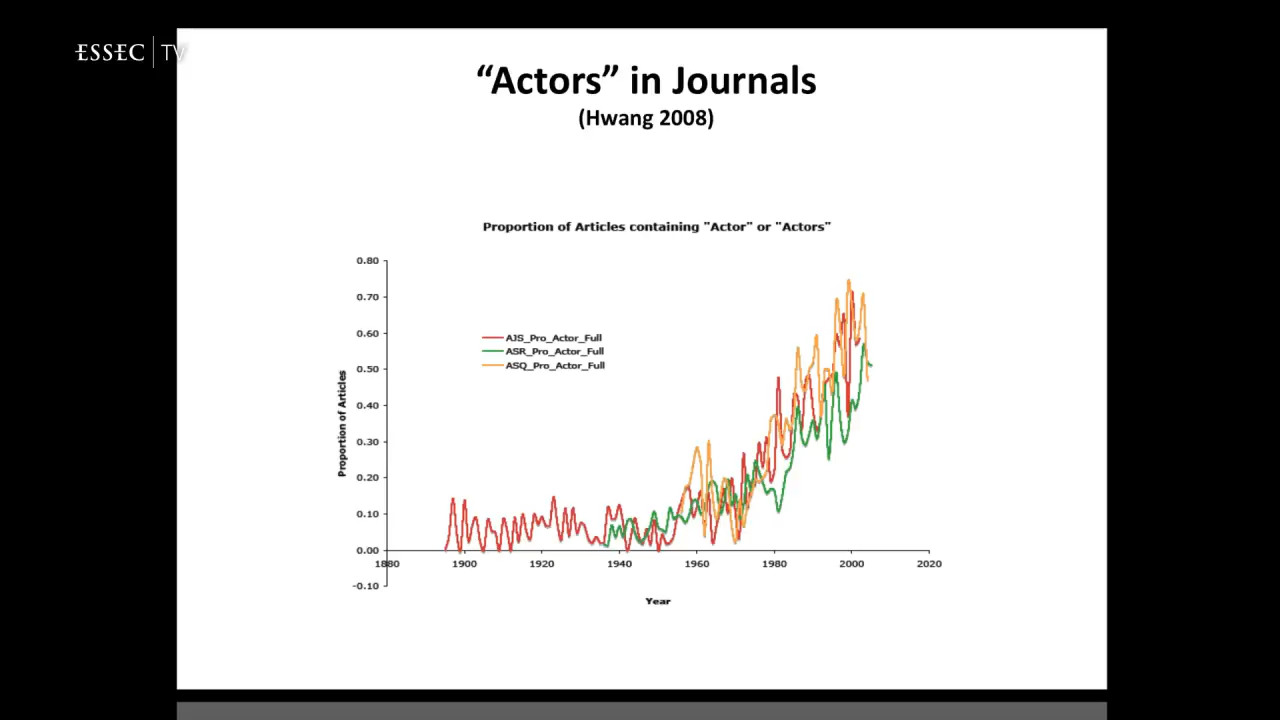 ESSEC | TV
“Actors” in Journals
(Hwang 2008)
Proportion of Articles containing "Actor" or "Actors"
0.80
0.70
0.60
0.50
0.40
0.30
0.20
0.10
0.00
-0.10
Proportion of Articles
AJS_Pro_Actor_Full
ASR_Pro_Actor_Full
ASQ_Pro_Actor_Full
1880 1900 1920 1940 1960 1980 2000 2020
Year